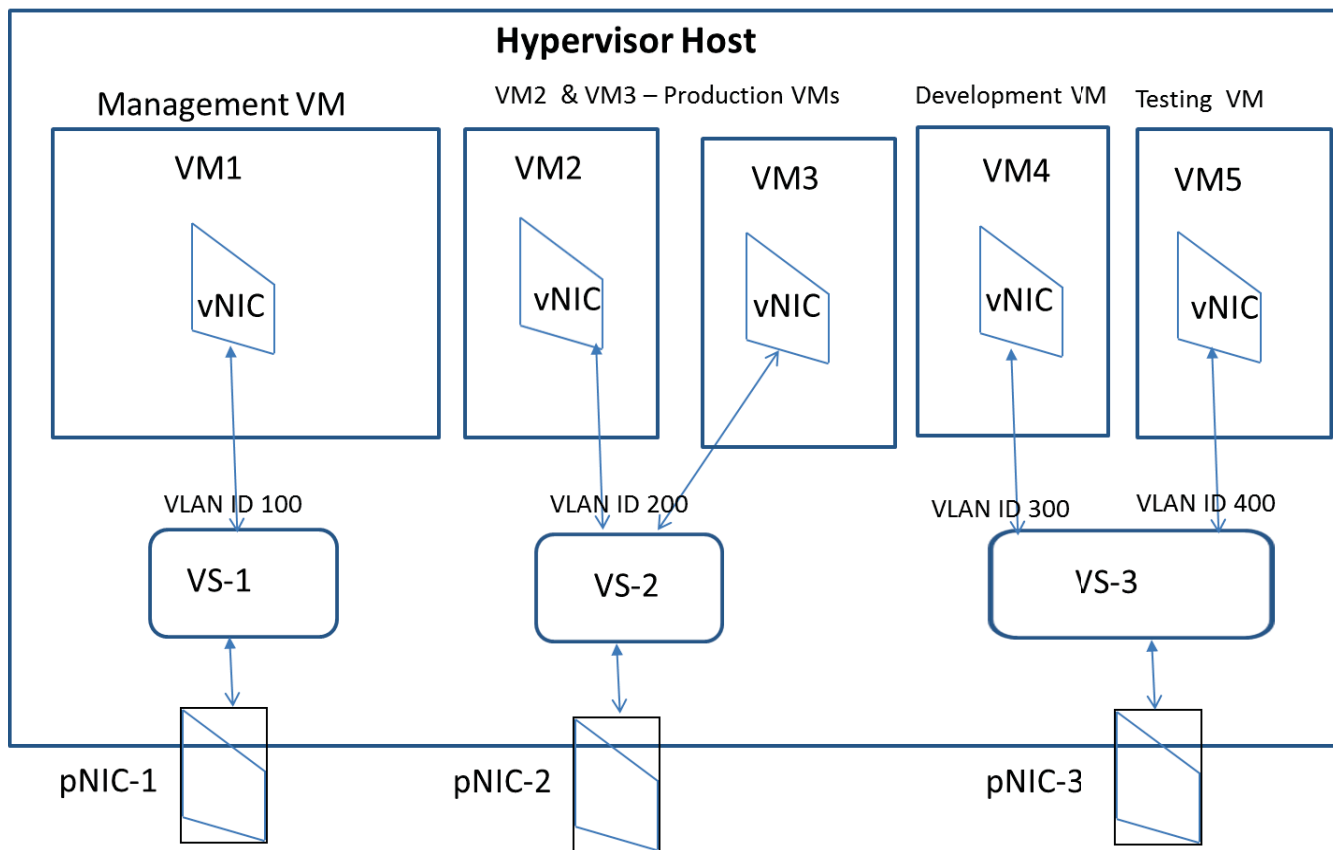 Hypervisor Host
Management VM
VM2 & VM3 – Production VMs
Development VM
Testing VM
VM1
VM2
VM3
VM4
VM5
vNIC
vNIC
vNIC
vNIC
vNIC
VLAN ID 100
VLAN ID 200
VLAN ID 300
VLAN ID 400
VS-1
VS-2
VS-3
pNIC-1
pNIC-2
pNIC-3